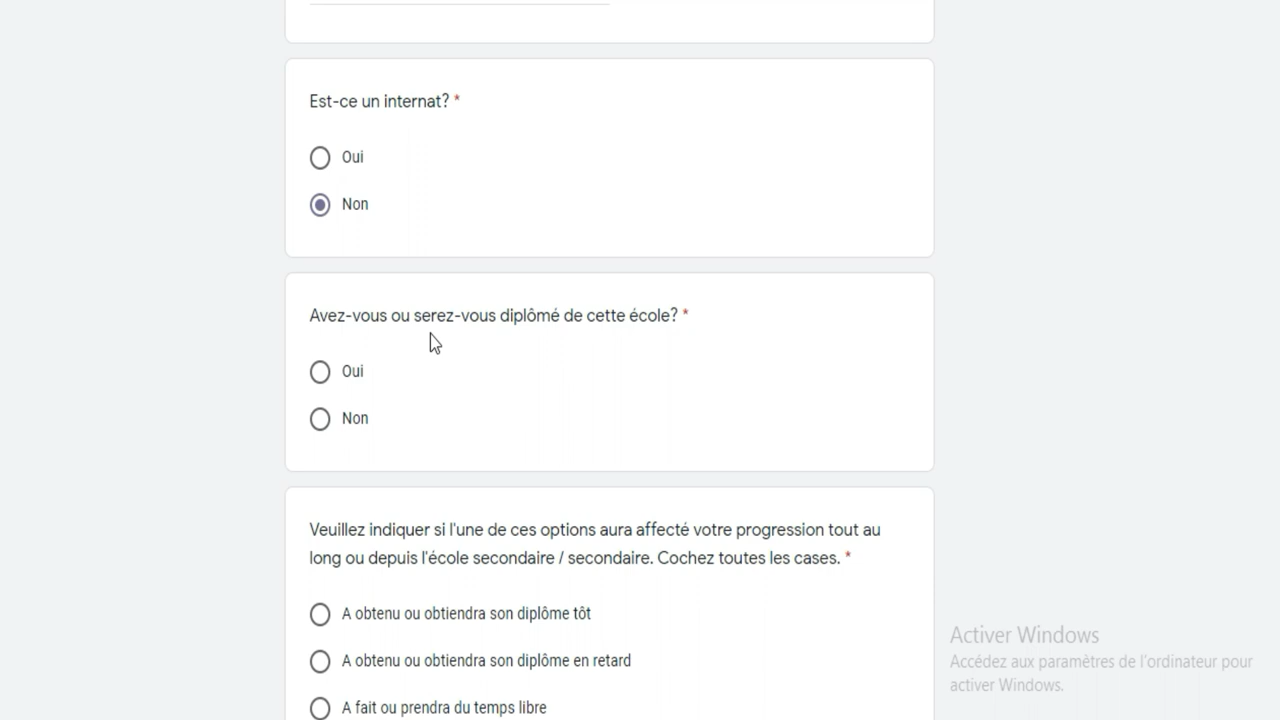 Est-ce un internat? *
Oui
Non
Avez-vous ou serez-vous diplômé de cette école? *
Oui
Non
Veuillez indiquer si l'une de ces options aura affecté votre progression tout au
long ou depuis l'école secondaire / secondaire. Cochez toutes les cases. *
A obtenu ou obtiendra son diplôme tôt
A obtenu ou obtiendra son diplôme en retard
A fait ou prendra du temps libre
Activer Windows
Accédez aux paramètres de l'ordinateur pour
activer Windows.